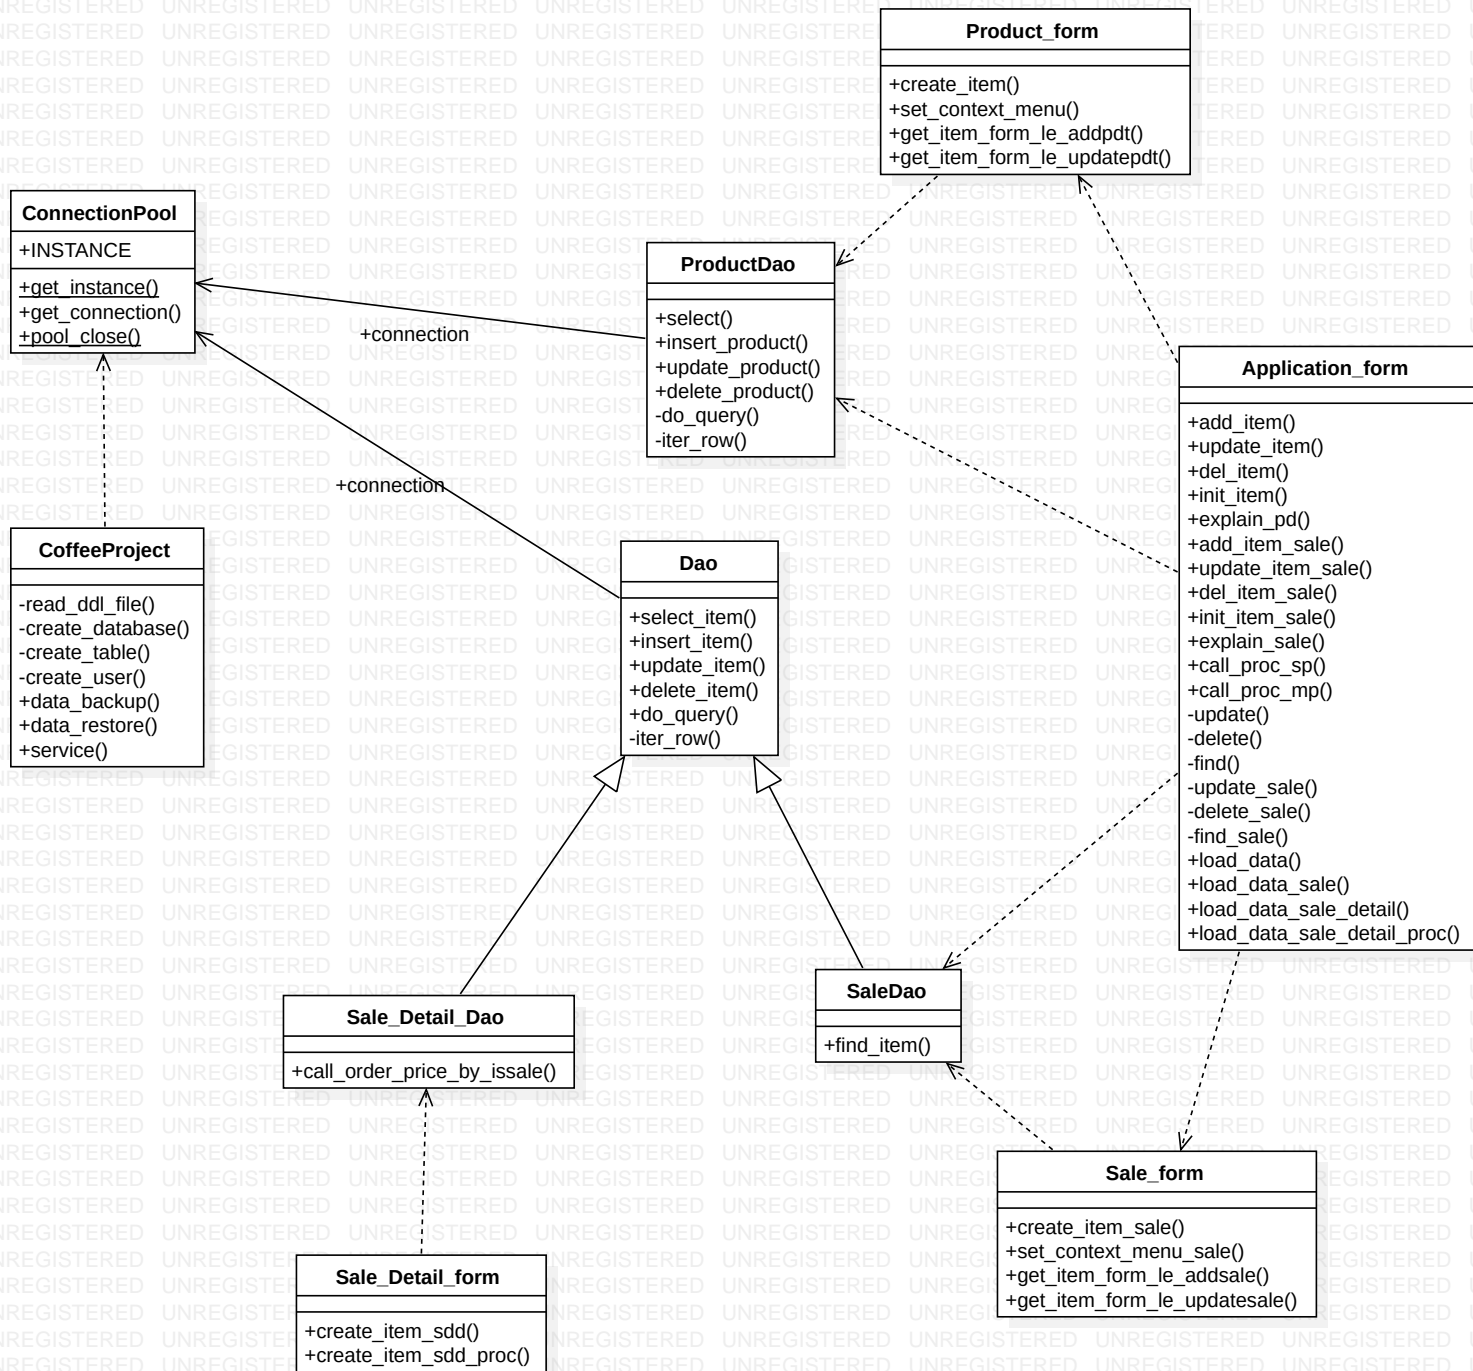 Product_form
+create_item()
+set_context_menu()
+get_item_form_le_addpdt()
+get_item_form_le_updatepdt()
ConnectionPool
+INSTANCE
+get_instance()
+get_connection()
+pool_close()
+connection
ProductDao
+select()
+insert_product()
+update_product()
+delete_product()
-do_query()
-iter_row()
Application_form
+add_item()
+update_item()
+del_item()
+init_item()
+explain_pd()
+add_item_sale()
+update_item_sale()
+del_item_sale()
+init_item_sale()
+explain_sale()
+call_proc_sp()
+call_proc_mp()
-update()
-delete()
-find()
-update_sale()
-delete_sale()
-find_sale()
+load_data()
+load_data_sale()
+load_data_sale_detail()
+load_data_sale_detail_proc()
+connection
CoffeeProject
-read_ddl_file()
-create_database()
-create_table()
-create_user()
+data_backup()
+data_restore()
+service()
Dao
+select_item()
+insert_item()
+update_item()
+delete_item()
+do_query()
-iter_row()
Sale_Detail_Dao
+call_order_price_by_issale()
SaleDao
+find_item()
Sale_form
+create_item_sale()
+set_context_menu_sale()
+get_item_form_le_addsale()
+get_item_form_le_updatesale()
Sale_Detail_form
+create_item_sdd()
+create_item_sdd_proc()
UNREGISTERED